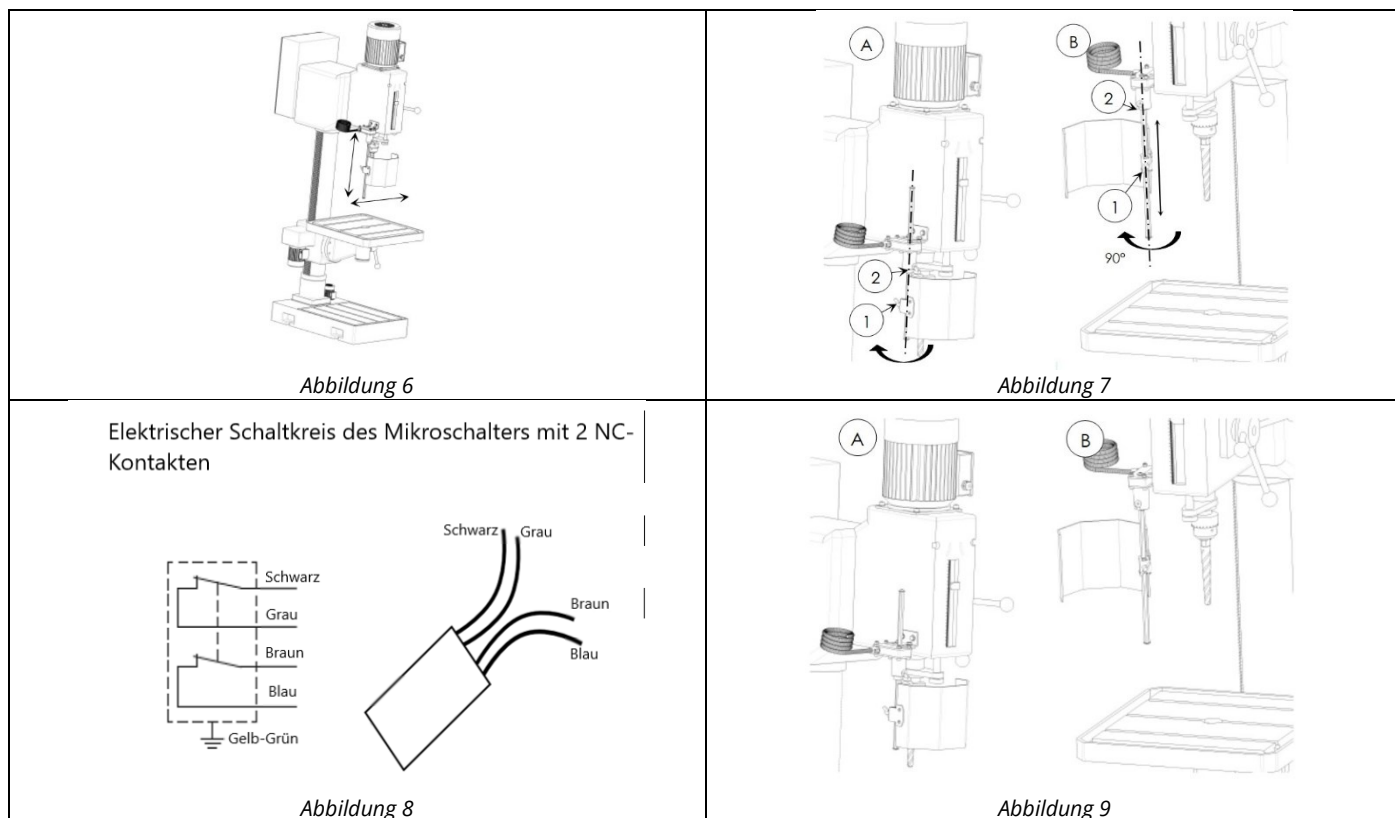 A
2
1
B
2
1
90º
Abbildung 6
Abbildung 7
Elektrischer Schaltkreis des Mikroschalters mit 2 NC-
Kontakten
Schwarz
Grau
Braun
Blau
Gelb-Grün
Schwarz
Grau
Braun
Blau
A
B
Abbildung 8
Abbildung 9